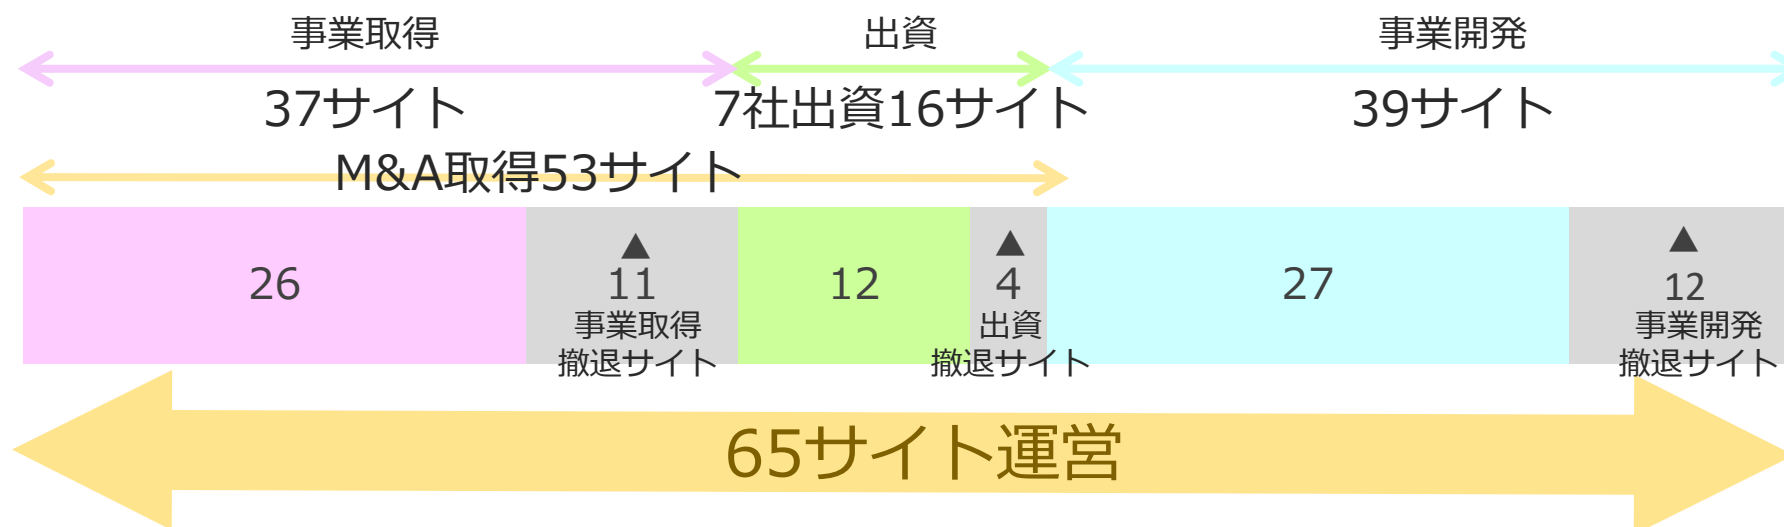 事業取得
出資
事業開発
37サイト
7社出資16サイト
39サイト
M&A取得53サイト
26
▲
11
事業取得
撤退サイト
12
▲
4
出資
撤退サイト
27
▲
12
事業開発
撤退サイト
65サイト運営